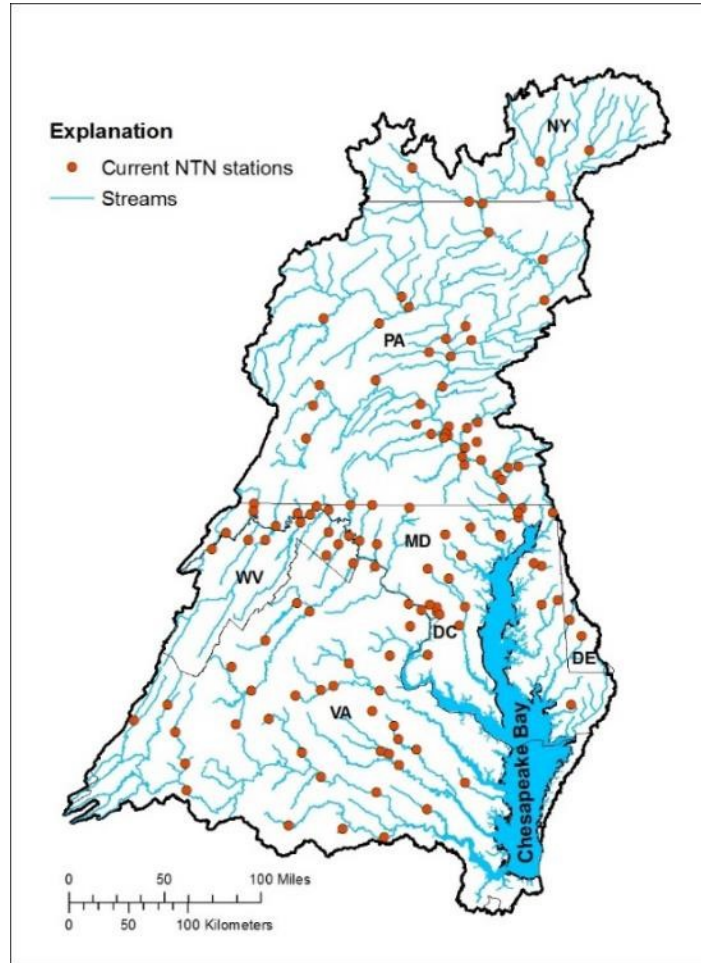 NY
Explanation
Current NTN stations
Streams
PA
MD
WV
DC
DE
VA
Chesapeake Bay
0 50 100 Miles
0 50 100 Kilometers